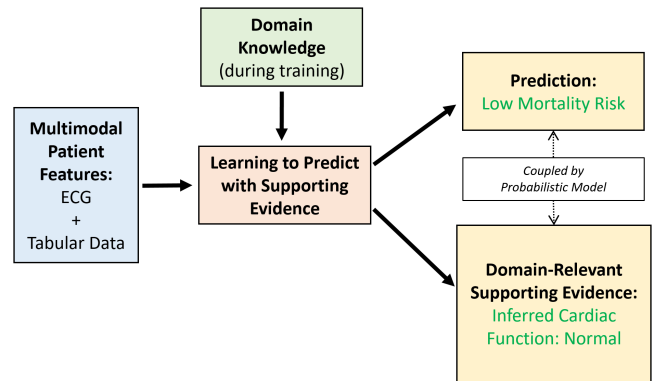 Domain
Knowledge
(during training)
Prediction:
Low Mortality Risk
Multimodal
Patient
Features:
ECG
+
Tabular Data
Learning to Predict
with Supporting
Evidence
Coupled by
Probabilistic Model
Domain-Relevant
Supporting Evidence:
Inferred Cardiac
Function: Normal